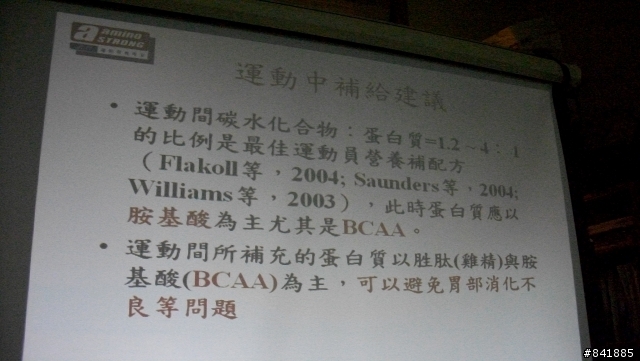 a AMINO
STRONG
運動中補給建議
• 運動間碳水化合物：蛋白質=1.2～4：1
的比例是最佳運動員營養補配方
（Flakoll等，2004; Saunders等，2004;
Williams等，2003），此時蛋白質應以
胺基酸為主尤其是BCAA。
• 運動間所補充的蛋白質以胜肽(雞精)與胺
基酸(BCAA)為主，可以避免胃部消化不
良等問題
#841885